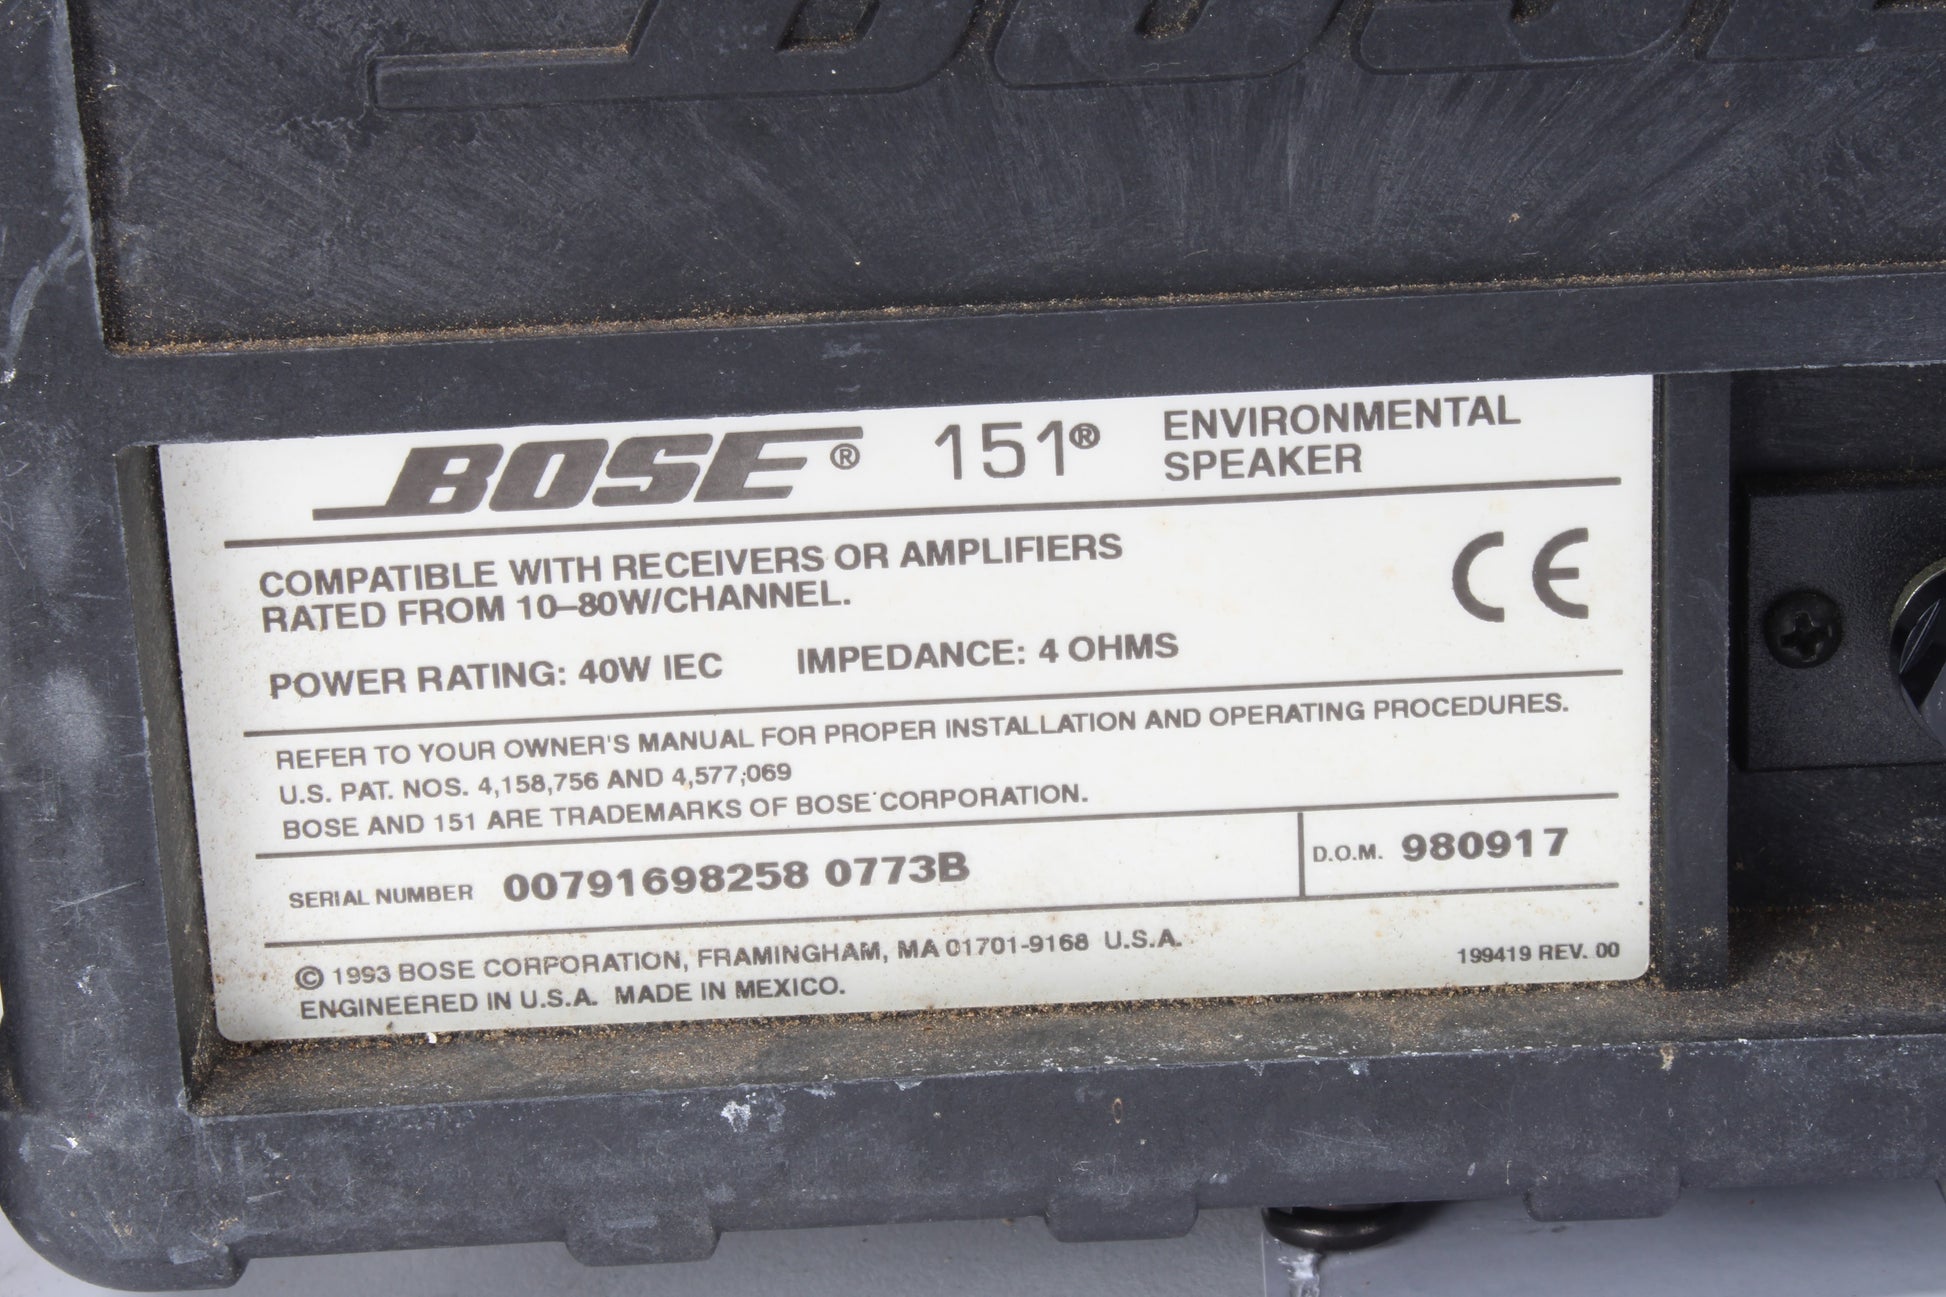 BOSE
BOSE® 151® ENVIRONMENTAL
SPEAKER
COMPATIBLE WITH RECEIVERS OR AMPLIFIERS
RATED FROM 10–80W/CHANNEL.
CE
POWER RATING: 40W IEC IMPEDANCE: 4 OHMS
REFER TO YOUR OWNER'S MANUAL FOR PROPER INSTALLATION AND OPERATING PROCEDURES.
U.S. PAT. NOS. 4,158,756 AND 4,577,069
BOSE AND 151 ARE TRADEMARKS OF BOSE CORPORATION.
SERIAL NUMBER 00791698258 0773B D.O.M. 980917
© 1993 BOSE CORPORATION, FRAMINGHAM, MA 01701-9168 U.S.A.
ENGINEERED IN U.S.A. MADE IN MEXICO.
199419 REV. 00